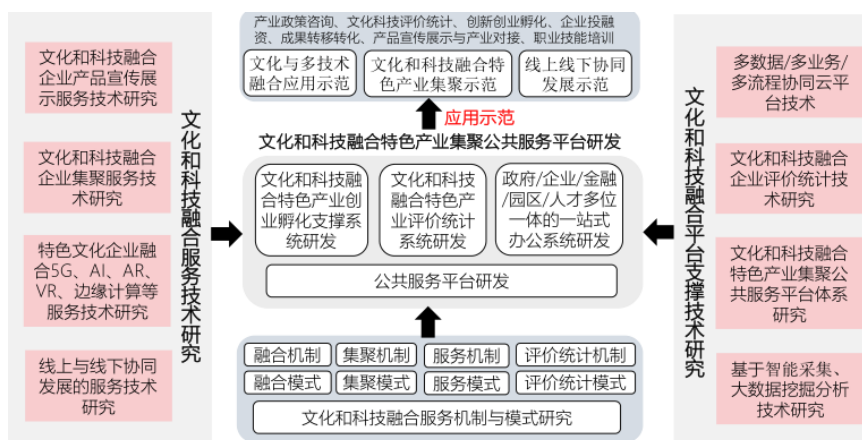 文化和科技融合
企业产品宣传展
示服务技术研究
文化和科技融合
企业集聚服务技
术研究
特色文化企业融
合5G、AI、AR、
VR、边缘计算等
服务技术研究
线上与线下协同
发展的服务技术
研究
文化和科技融合服务技术研究
产业政策咨询、文化科技评价统计、创新创业孵化、企业投融
资、成果转移转化、产品宣传展示与产业对接、职业技能培训
文化与多技术
融合应用示范
文化和科技融合特
色产业集聚示范
线上线下协同
发展示范
应用示范
文化和科技融合特色产业集聚公共服务平台研发
文化和科技融
合特色产业创
业孵化支撑系
统研发
文化和科技
融合特色产
业评价统计
系统研发
政府/企业/金融
/园区/人才多位
一体的一站式
办公系统研发
公共服务平台研发
融合机制
集聚机制
服务机制
评价统计机制
融合模式
集聚模式
服务模式
评价统计模式
文化和科技融合服务机制与模式研究
文化和科技融合平台支撑技术研究
多数据/多业务/
多流程协同云平
台技术
文化和科技融合
企业评价统计技
术研究
文化和科技融合
特色产业集聚公
共服务平台体系
研究
基于智能采集、
大数据挖掘分析
技术研究